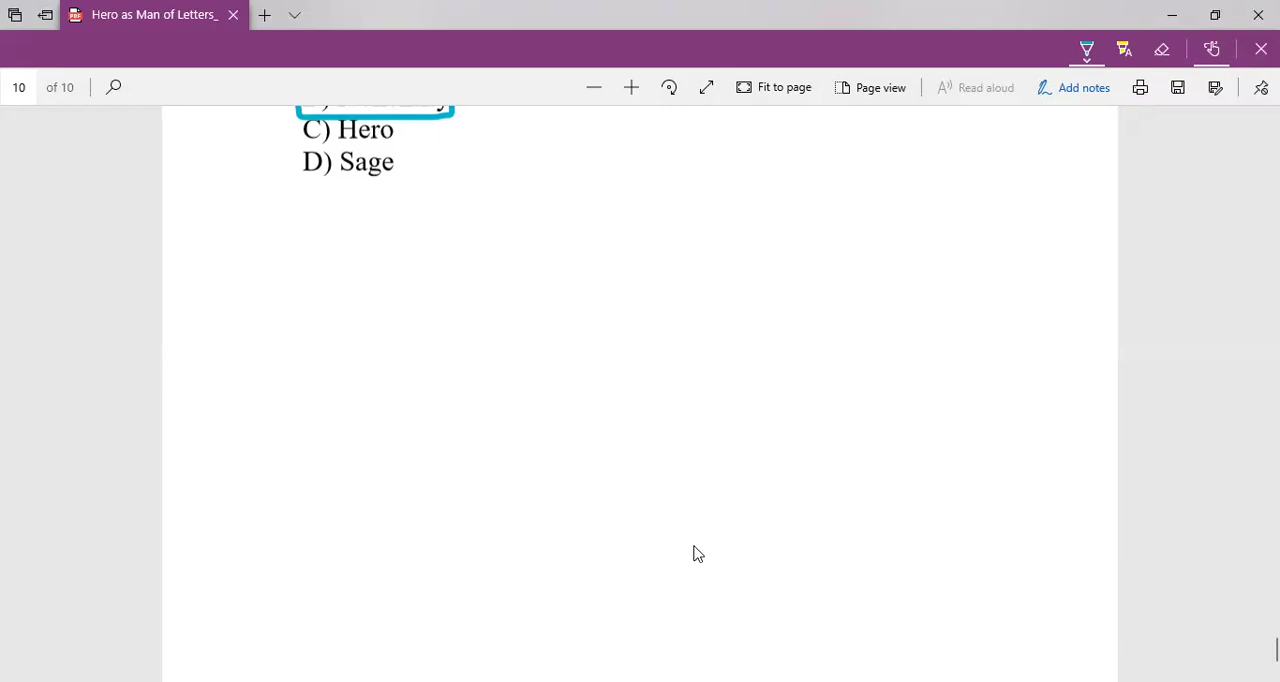 Hero as Man of Letters_
10 of 10
Fit to page
Page view
Read aloud
Add notes
C) Hero
D) Sage